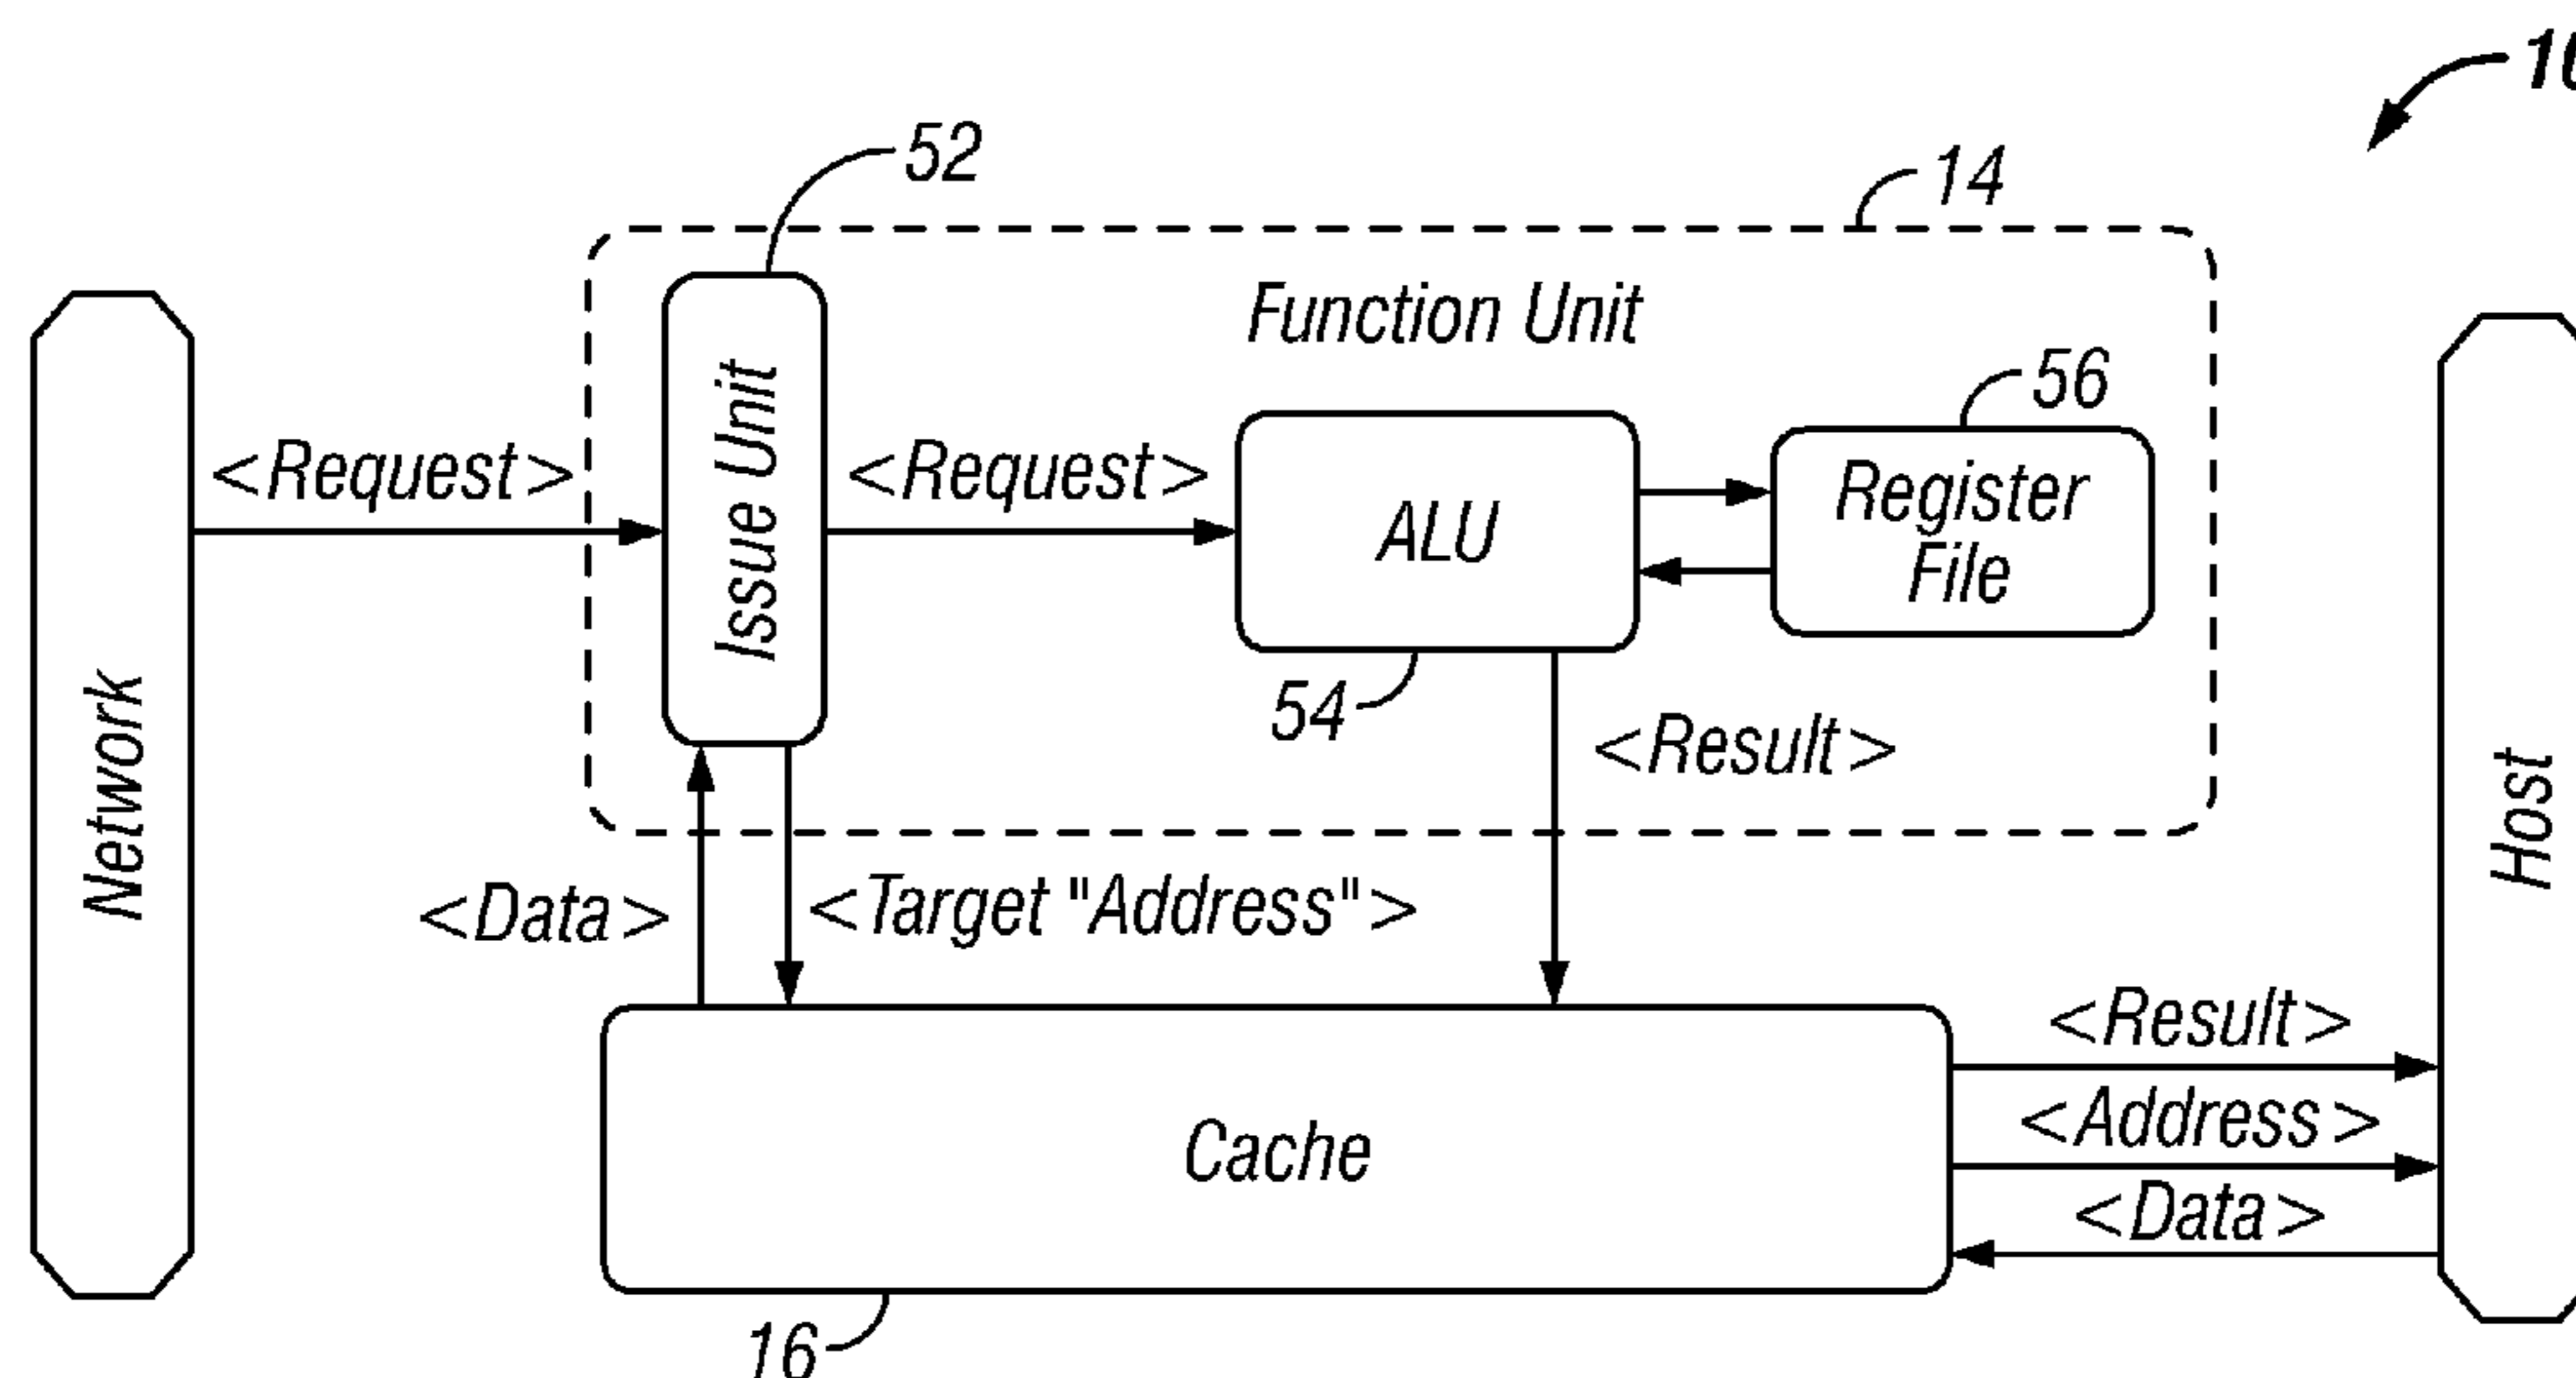 52
14
Function Unit
56
Network
<Request>
Issue Unit
<Request>
ALU
Register
File
54
<Result>
Host
<Data>
<Target "Address">
<Result>
<Address>
<Data>
Cache
16